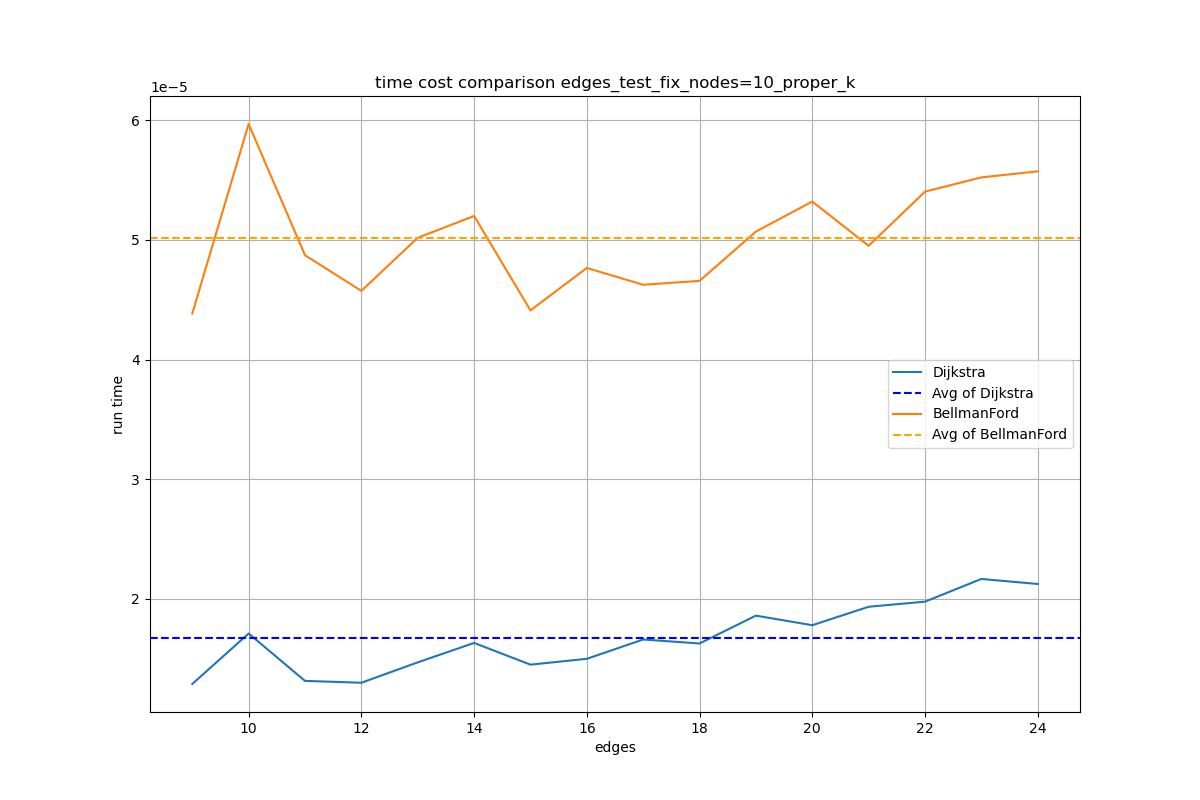 time cost comparison edges_test_fix_nodes=10_proper_k
1e−5
6
5
4
3
2
run time
Dijkstra
Avg of Dijkstra
BellmanFord
Avg of BellmanFord
10 12 14 16 18 20 22 24
edges